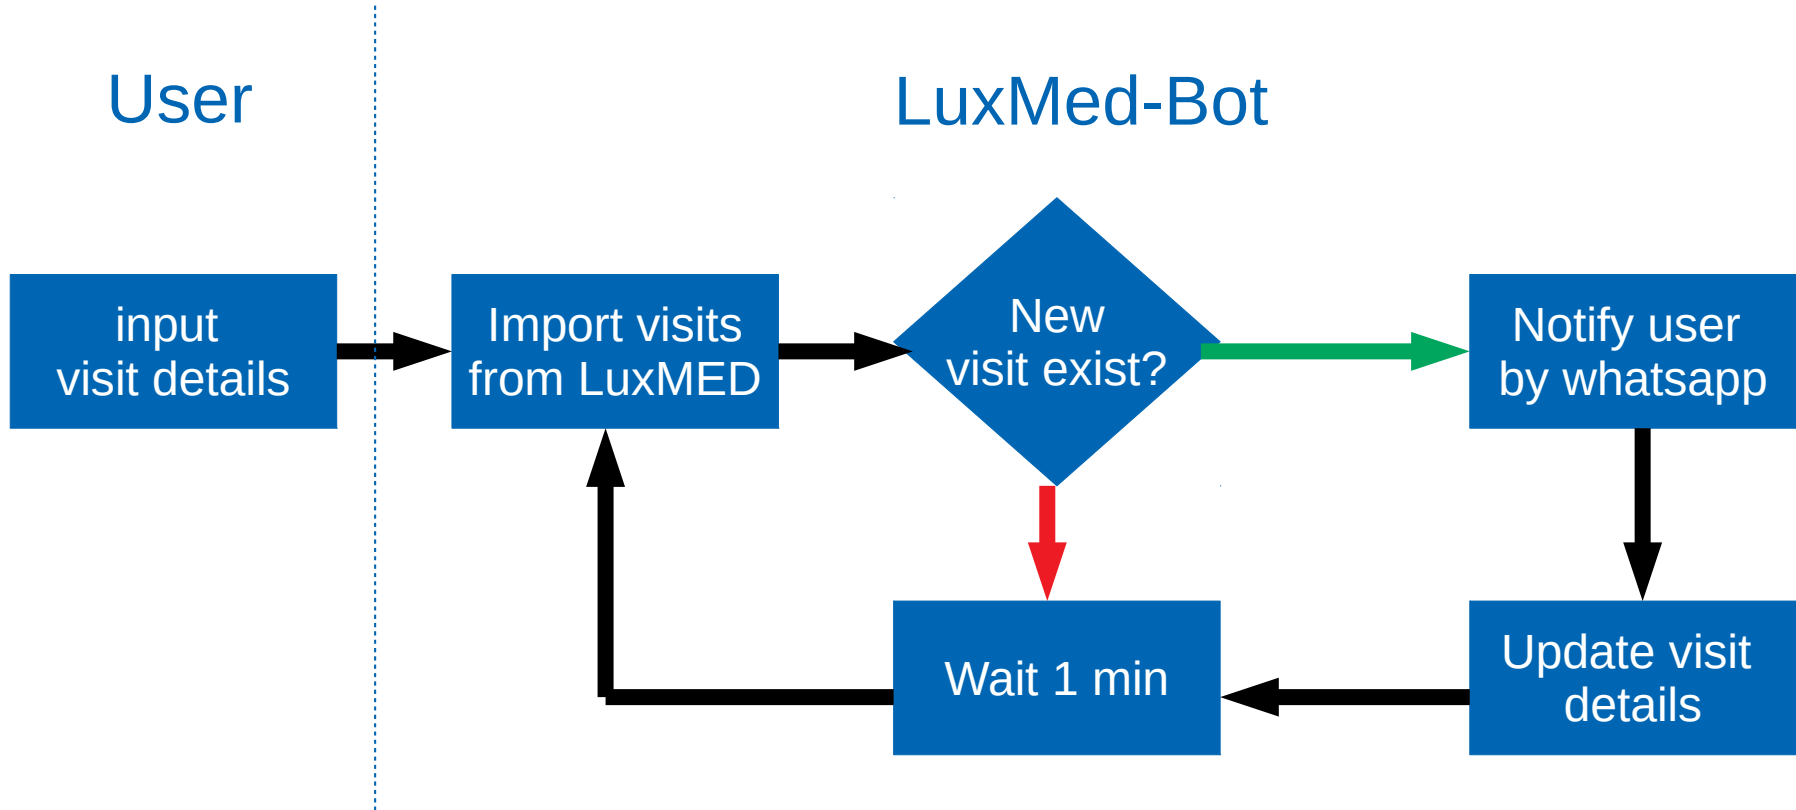 User
LuxMed-Bot
input
visit details
Import visits
from LuxMED
New
visit exist?
Notify user
by whatsapp
Wait 1 min
Update visit
details